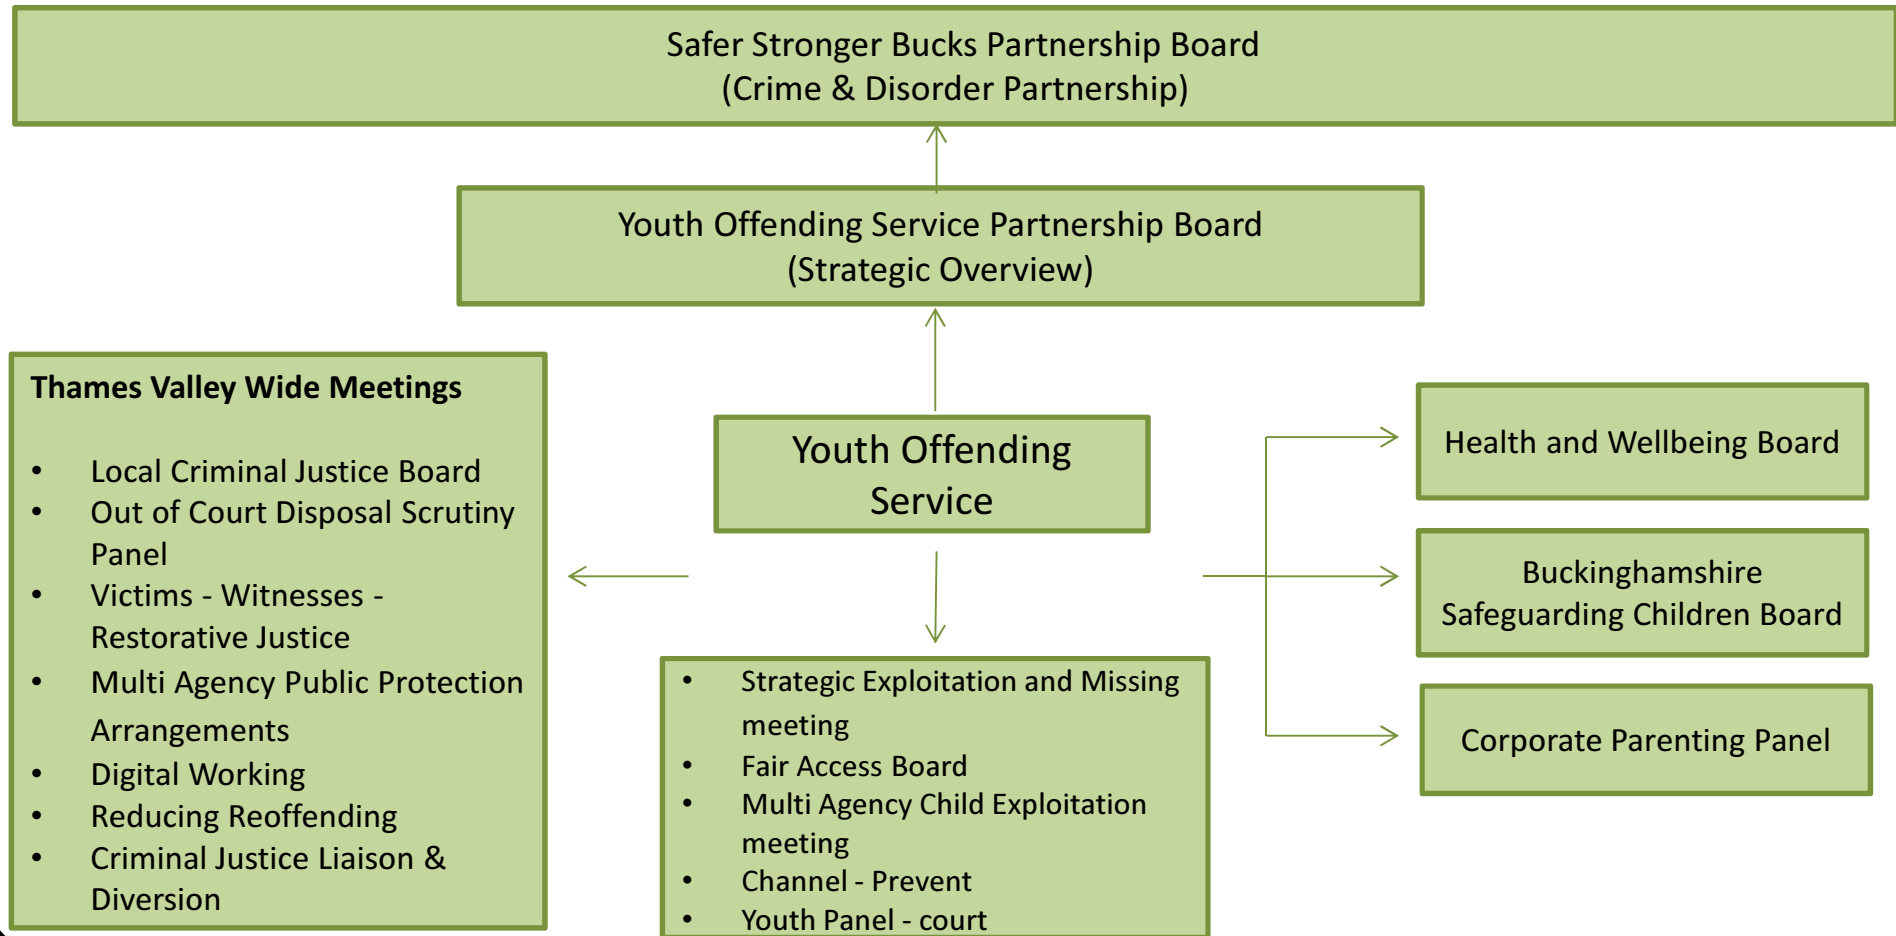 Safer Stronger Bucks Partnership Board
(Crime & Disorder Partnership)
Youth Offending Service Partnership Board
(Strategic Overview)
Thames Valley Wide Meetings
• Local Criminal Justice Board
• Out of Court Disposal Scrutiny
Panel
• Victims - Witnesses -
Restorative Justice
• Multi Agency Public Protection
Arrangements
• Digital Working
• Reducing Reoffending
• Criminal Justice Liaison &
Diversion
Youth Offending
Service
• Strategic Exploitation and Missing
meeting
• Fair Access Board
• Multi Agency Child Exploitation
meeting
• Channel - Prevent
• Youth Panel - court
Health and Wellbeing Board
Buckinghamshire
Safeguarding Children Board
Corporate Parenting Panel